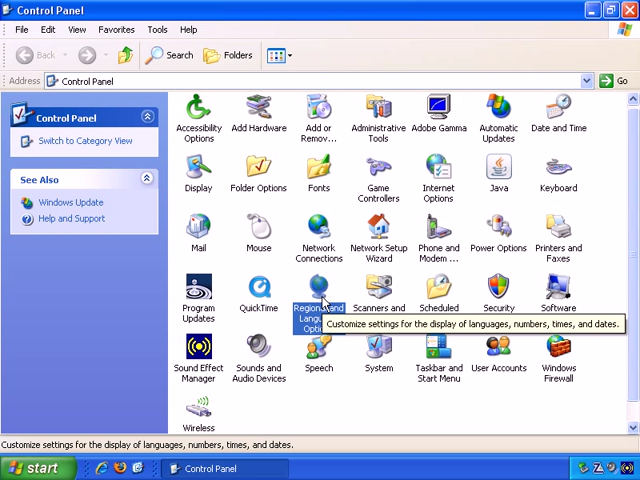 Control Panel
File Edit View Favorites Tools Help
Back Search Folders
Address Control Panel Go
Control Panel
Switch to Category View
See Also
Windows Update
Help and Support
Accessibility Options
Add Hardware
Add or Remov...
Administrative Tools
Adobe Gamma
Automatic Updates
Date and Time
Display
Folder Options
Fonts
Game Controllers
Internet Options
Java
Keyboard
Mail
Mouse
Network Connections
Network Setup Wizard
Phone and Modem ...
Power Options
Printers and Faxes
Program Updates
QuickTime
Scanners and
Scheduled
Security
Software
Customize settings for the display of languages, numbers, times, and dates.
Sound Effect Manager
Sounds and Audio Devices
Speech
System
Taskbar and Start Menu
User Accounts
Windows Firewall
Wireless
Customize settings for the display of languages, numbers, times, and dates.
start Control Panel